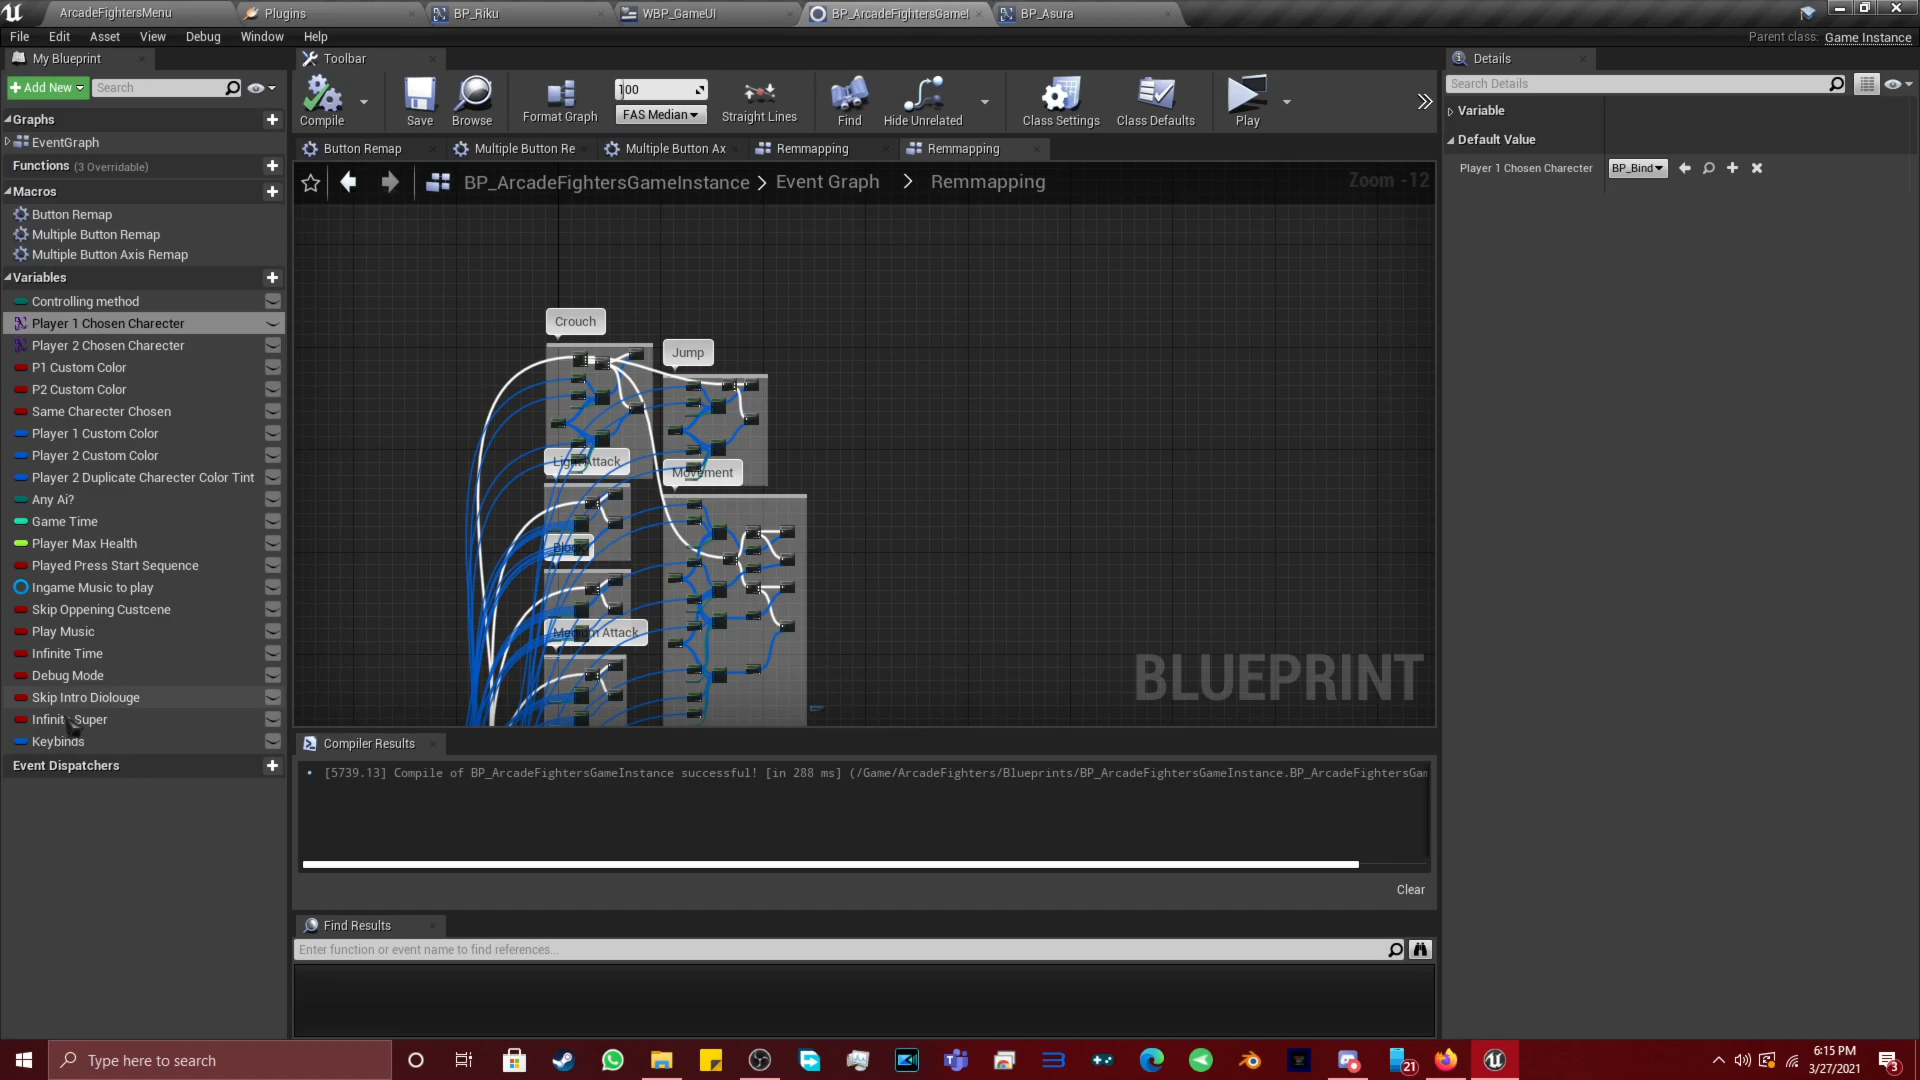 ArcadeFightersMenu
Plugins
BP_Riku
WBP_GameUI
BP_ArcadeFightersGameI
BP_Asura
File Edit Asset View Debug Window Help
Parent class: Game Instance
My Blueprint
Toolbar
Details
Add New
Search
Compile
Save
Browse
Format Graph
100
FAS Median
Straight Lines
Find
Hide Unrelated
Class Settings
Class Defaults
Play
Search Details
Variable
Default Value
Player 1 Chosen Charecter
BP_Bind
Graphs
EventGraph
Functions (3 Overridable)
Macros
Button Remap
Multiple Button Remap
Multiple Button Axis Remap
Variables
Controlling method
Player 1 Chosen Charecter
Player 2 Chosen Charecter
P1 Custom Color
P2 Custom Color
Same Charecter Chosen
Player 1 Custom Color
Player 2 Custom Color
Player 2 Duplicate Charecter Color Tint
Any Ai?
Game Time
Player Max Health
Played Press Start Sequence
Ingame Music to play
Skip Oppening Custcene
Play Music
Infinite Time
Debug Mode
Skip Intro Diolouge
Infinite Super
Keybinds
Event Dispatchers
Button Remap
Multiple Button Re
Multiple Button Ax
Remmapping
Remmapping
BP_ArcadeFightersGameInstance > Event Graph > Remmapping
Zoom -12
Crouch
Jump
Light Attack
Movement
Block
Medium Attack
BLUEPRINT
Compiler Results
[5739.13] Compile of BP_ArcadeFightersGameInstance successful! [in 288 ms] (/Game/ArcadeFighters/Blueprints/BP_ArcadeFightersGameInstance.BP_ArcadeFightersGam
Clear
Find Results
Enter function or event name to find references...
Type here to search
21
6:15 PM
3/27/2021
3